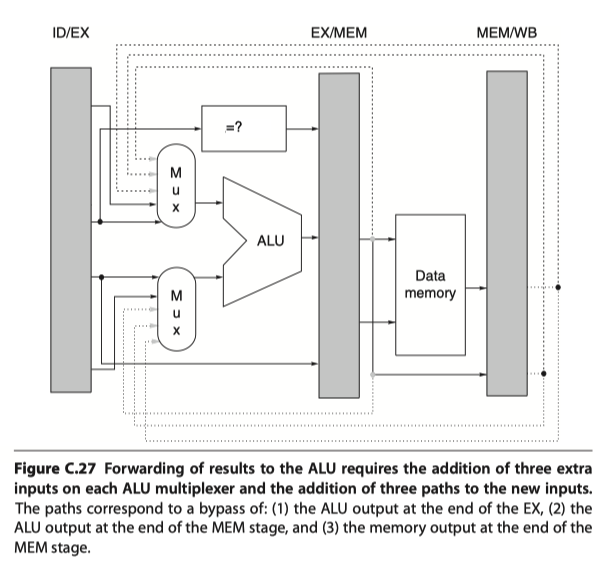 ID/EX
EX/MEM
MEM/WB
=?
M
u
x
ALU
M
u
x
Data
memory
Figure C.27 Forwarding of results to the ALU requires the addition of three extra
inputs on each ALU multiplexer and the addition of three paths to the new inputs.
The paths correspond to a bypass of: (1) the ALU output at the end of the EX, (2) the
ALU output at the end of the MEM stage, and (3) the memory output at the end of the
MEM stage.